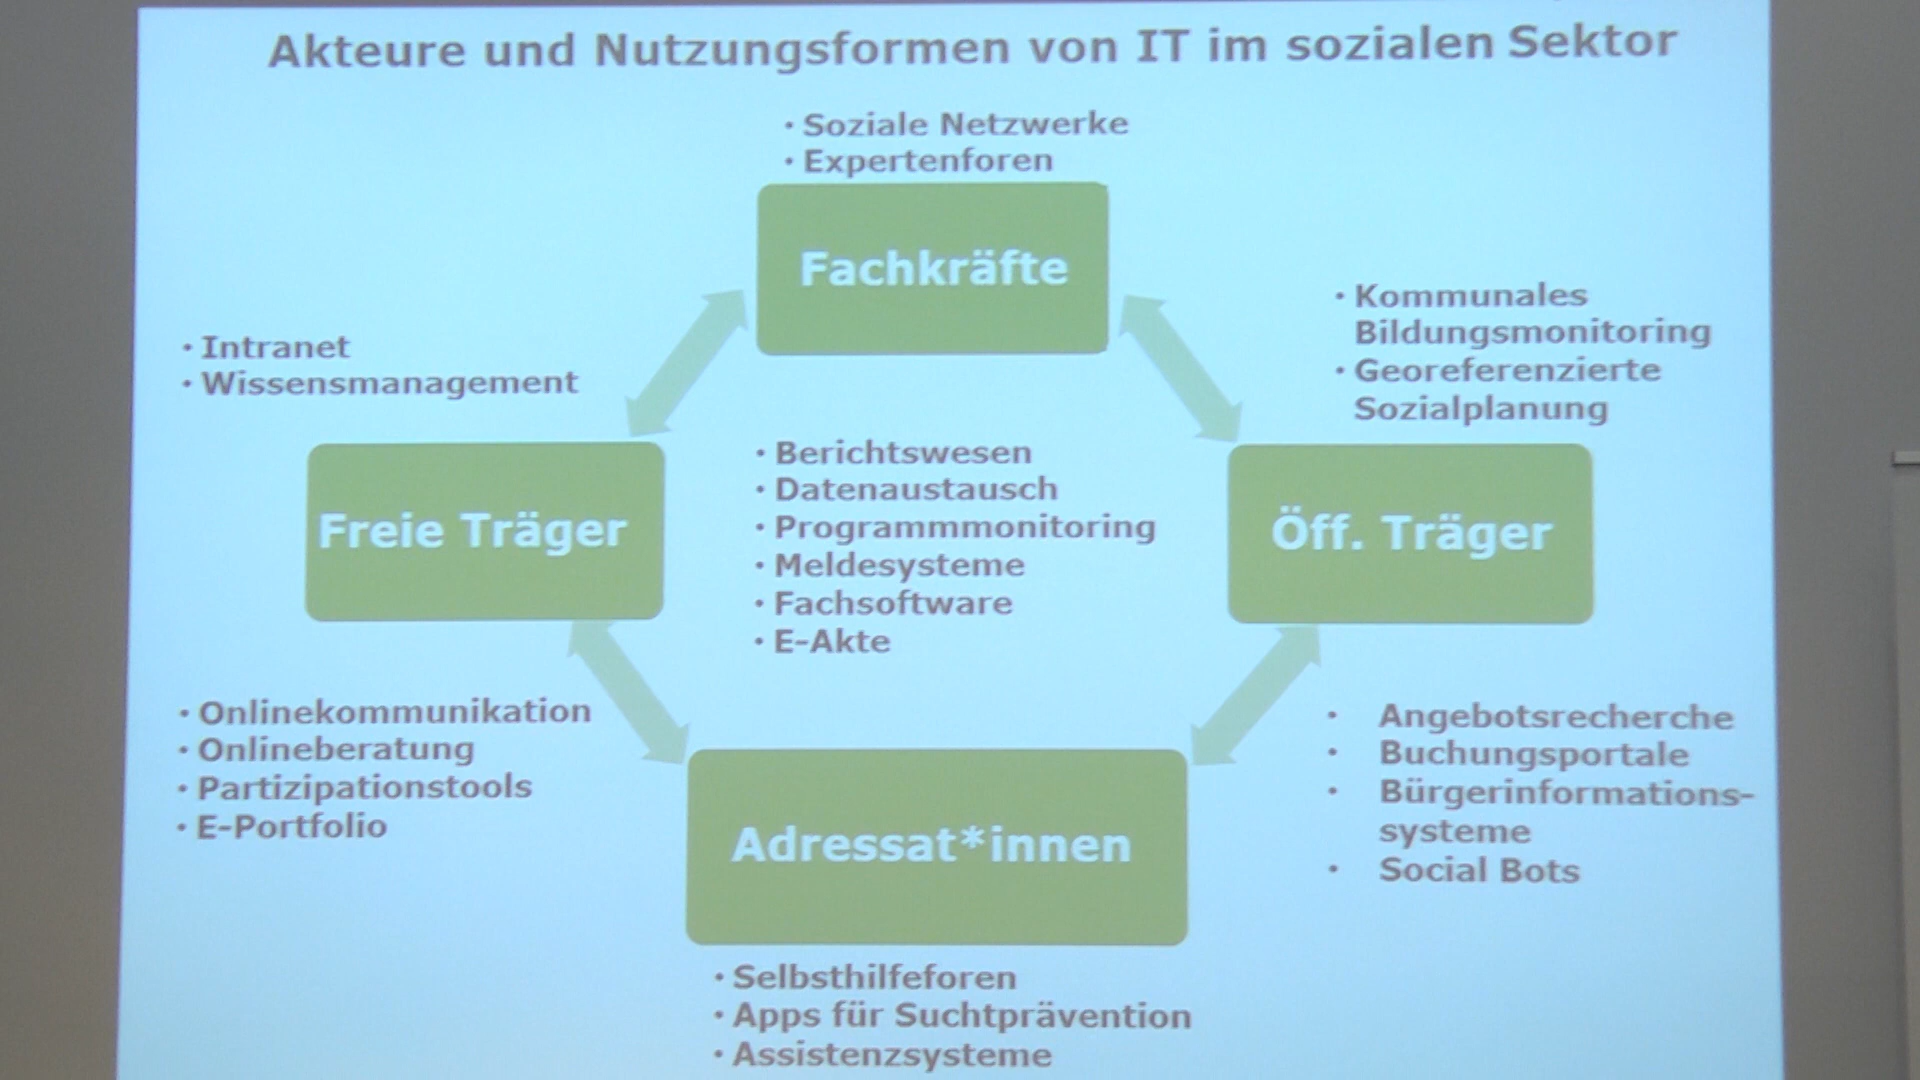 Akteure und Nutzungsformen von IT im sozialen Sektor
• Soziale Netzwerke
• Expertenforen
Fachkräfte
• Intranet
• Wissensmanagement
• Kommunales
Bildungsmonitoring
• Georeferenzierte
Sozialplanung
Freie Träger
• Berichtswesen
• Datenaustausch
• Programmmonitoring
• Meldesysteme
• Fachsoftware
• E-Akte
Öff. Träger
• Onlinekommunikation
• Onlineberatung
• Partizipationstools
• E-Portfolio
Adressat*innen
• Angebotsrecherche
• Buchungsportale
• Bürgerinformations-
systeme
• Social Bots
• Selbsthilfeforen
• Apps für Suchtprävention
• Assistenzsysteme